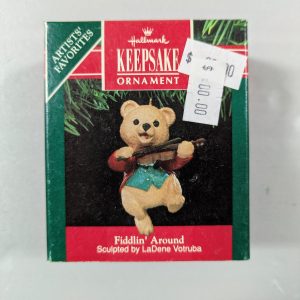 ARTISTS'
FAVORITES
Hallmark
KEEPSAKE
ORNAMENT
Fiddlin' Around
Sculpted by LaDene Votruba